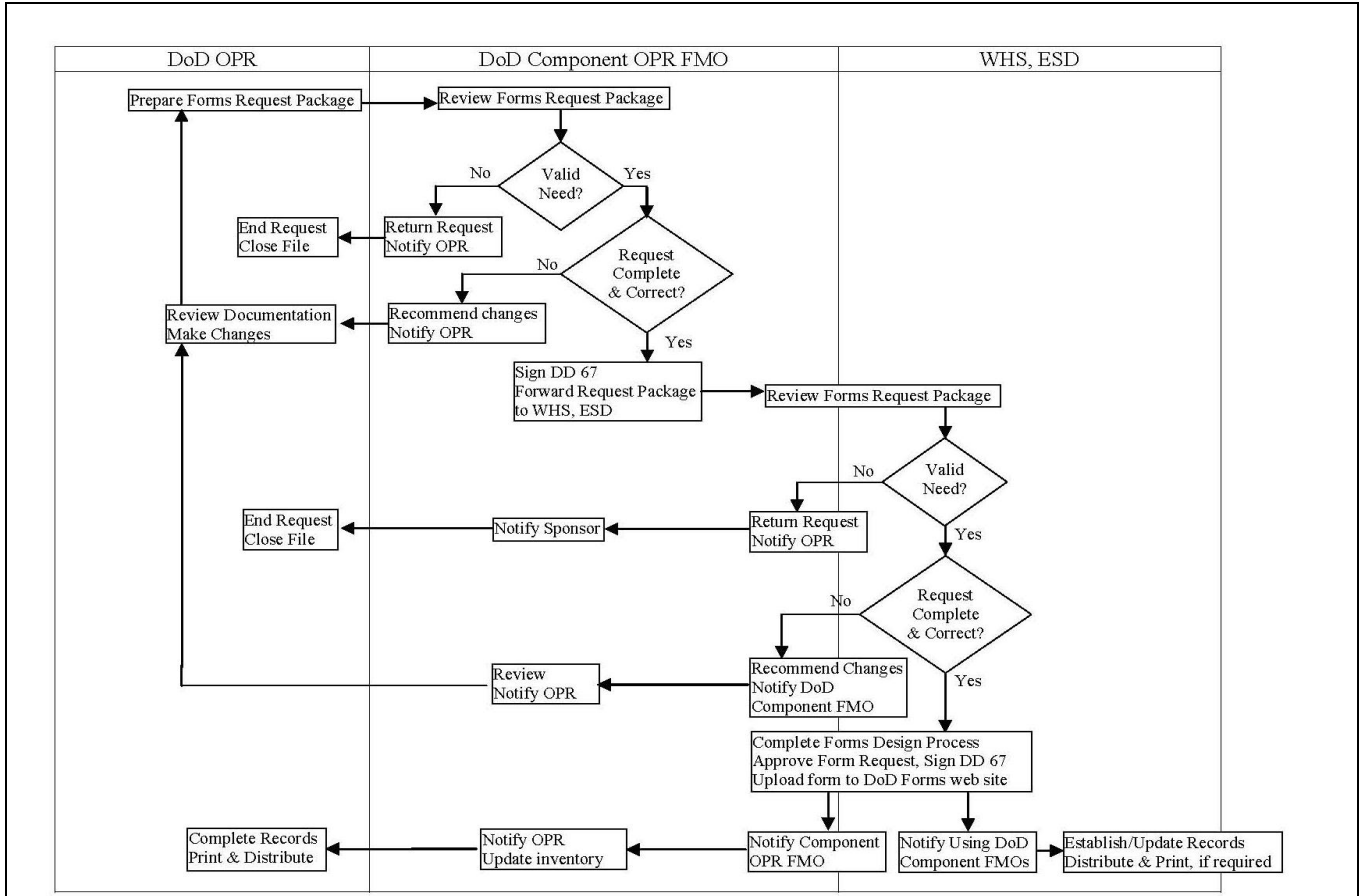 DoD OPR
DoD Component OPR FMO
WHS, ESD
Prepare Forms Request Package
Review Forms Request Package
Valid
Need?
No
Yes
Return Request
Notify OPR
End Request
Close File
Request
Complete
& Correct?
No
Yes
Recommend changes
Notify OPR
Review Documentation
Make Changes
Sign DD 67
Forward Request Package
to WHS, ESD
Review Forms Request Package
Valid
Need?
No
Yes
Return Request
Notify OPR
Notify Sponsor
End Request
Close File
Request
Complete
& Correct?
No
Yes
Recommend Changes
Notify DoD
Component FMO
Review
Notify OPR
Complete Forms Design Process
Approve Form Request, Sign DD 67
Upload form to DoD Forms web site
Notify Component
OPR FMO
Notify OPR
Update inventory
Complete Records
Print & Distribute
Notify Using DoD
Component FMOs
Establish/Update Records
Distribute & Print, if required